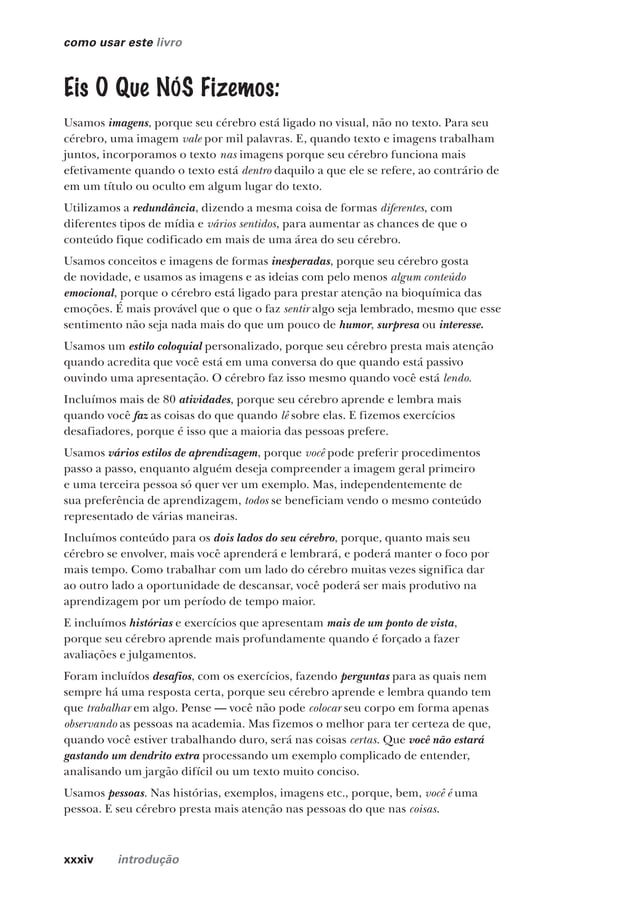 como usar este livro
Eis O Que NÓS Fizemos:
Usamos imagens, porque seu cérebro está ligado no visual, não no texto. Para seu
cérebro, uma imagem vale por mil palavras. E, quando texto e imagens trabalham
juntos, incorporamos o texto nas imagens porque seu cérebro funciona mais
efetivamente quando o texto está dentro daquilo a que ele se refere, ao contrário de
em um título ou oculto em algum lugar do texto.
Utilizamos a redundância, dizendo a mesma coisa de formas diferentes, com
diferentes tipos de mídia e vários sentidos, para aumentar as chances de que o
conteúdo fique codificado em mais de uma área do seu cérebro.
Usamos conceitos e imagens de formas inesperadas, porque seu cérebro gosta
de novidade, e usamos as imagens e as ideias com pelo menos algum conteúdo
emocional, porque o cérebro está ligado para prestar atenção na bioquímica das
emoções. É mais provável que o que o faz sentir algo seja lembrado, mesmo que esse
sentimento não seja nada mais do que um pouco de humor, surpresa ou interesse.
Usamos um estilo coloquial personalizado, porque seu cérebro presta mais atenção
quando acredita que você está em uma conversa do que quando está passivo
ouvindo uma apresentação. O cérebro faz isso mesmo quando você está lendo.
Incluímos mais de 80 atividades, porque seu cérebro aprende e lembra mais
quando você faz as coisas do que quando lê sobre elas. E fizemos exercícios
desafiadores, porque é isso que a maioria das pessoas prefere.
Usamos vários estilos de aprendizagem, porque você pode preferir procedimentos
passo a passo, enquanto alguém deseja compreender a imagem geral primeiro
e uma terceira pessoa só quer ver um exemplo. Mas, independentemente de
sua preferência de aprendizagem, todos se beneficiam vendo o mesmo conteúdo
representado de várias maneiras.
Incluímos conteúdo para os dois lados do seu cérebro, porque, quanto mais seu
cérebro se envolver, mais você aprenderá e lembrará, e poderá manter o foco por
mais tempo. Como trabalhar com um lado do cérebro muitas vezes significa dar
ao outro lado a oportunidade de descansar, você poderá ser mais produtivo na
aprendizagem por um período de tempo maior.
E incluímos histórias e exercícios que apresentam mais de um ponto de vista,
porque seu cérebro aprende mais profundamente quando é forçado a fazer
avaliações e julgamentos.
Foram incluídos desafios, com os exercícios, fazendo perguntas para as quais nem
sempre há uma resposta certa, porque seu cérebro aprende e lembra quando tem
que trabalhar em algo. Pense — você não pode colocar seu corpo em forma apenas
observando as pessoas na academia. Mas fizemos o melhor para ter certeza de que,
quando você estiver trabalhando duro, será nas coisas certas. Que você não estará
gastando um dendrito extra processando um exemplo complicado de entender,
analisando um jargão difícil ou um texto muito conciso.
Usamos pessoas. Nas histórias, exemplos, imagens etc., porque, bem, você é uma
pessoa. E seu cérebro presta mais atenção nas pessoas do que nas coisas.
xxxiv introdução